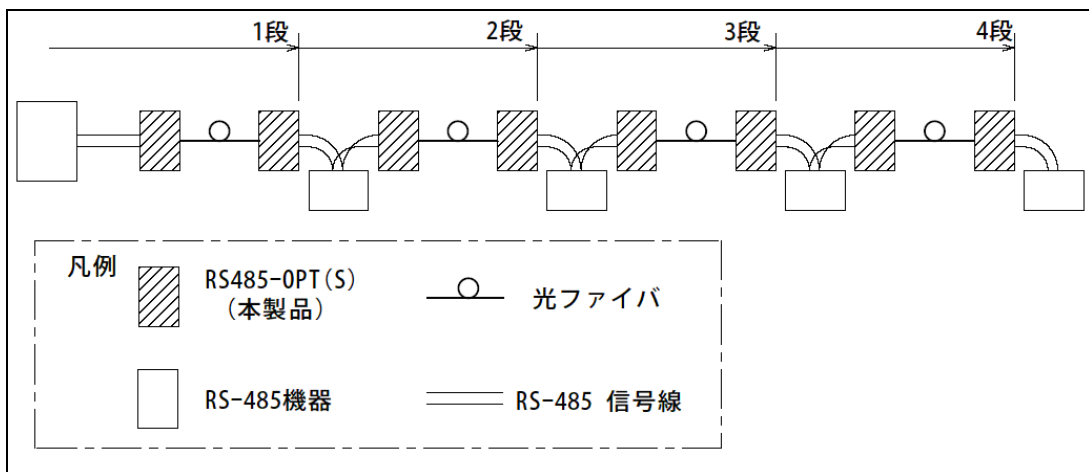 1段 2段 3段 4段
凡例
RS485-OPT(S)
(本製品)
光ファイバ
RS-485機器
RS-485 信号線